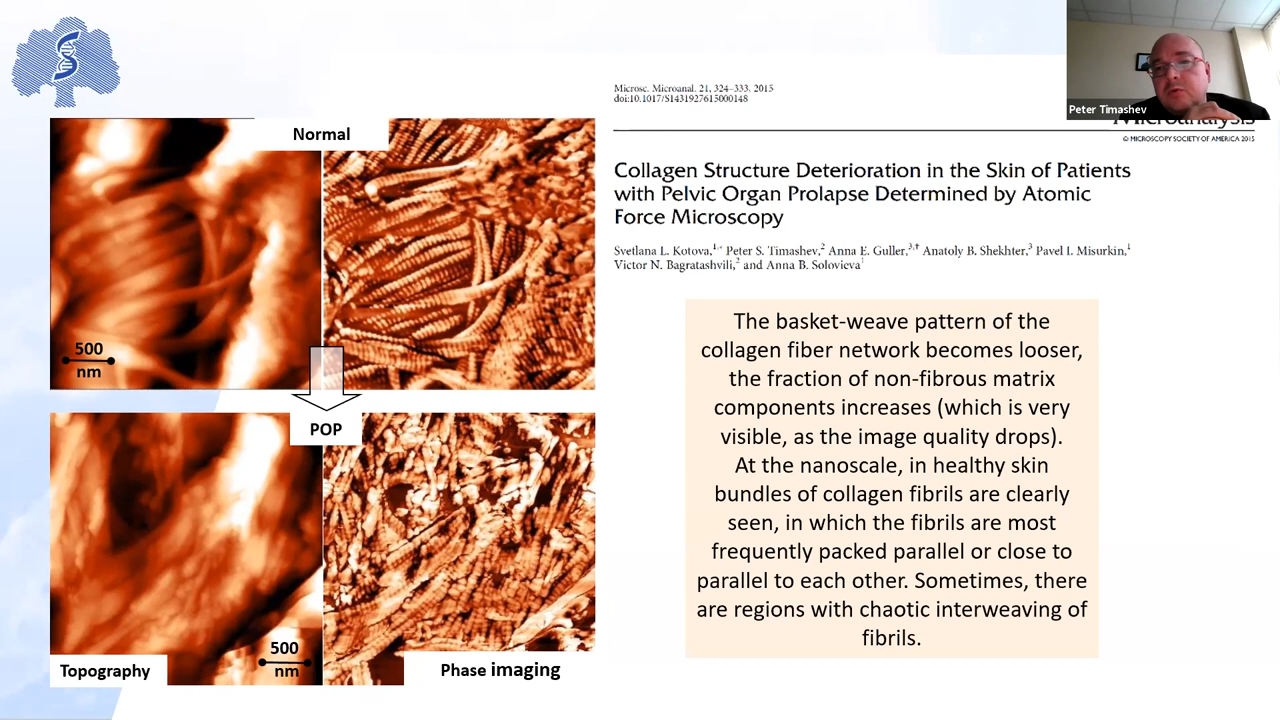 Peter Timashev
Microsc. Microanal. 21, 324–333, 2015
doi:10.1017/S1431927615000148
Microanalysis
© MICROSCOPY SOCIETY OF AMERICA 2015
Collagen Structure Deterioration in the Skin of Patients
with Pelvic Organ Prolapse Determined by Atomic
Force Microscopy
Svetlana L. Kotova,1,* Peter S. Timashev,2 Anna E. Guller,3,† Anatoly B. Shekhter,3 Pavel I. Misurkin,1
Victor N. Bagratashvili,2 and Anna B. Solovieva1
Normal
500
nm
POP
500
nm
Topography
Phase imaging
The basket-weave pattern of the
collagen fiber network becomes looser,
the fraction of non-fibrous matrix
components increases (which is very
visible, as the image quality drops).
At the nanoscale, in healthy skin
bundles of collagen fibrils are clearly
seen, in which the fibrils are most
frequently packed parallel or close to
parallel to each other. Sometimes, there
are regions with chaotic interweaving of
fibrils.